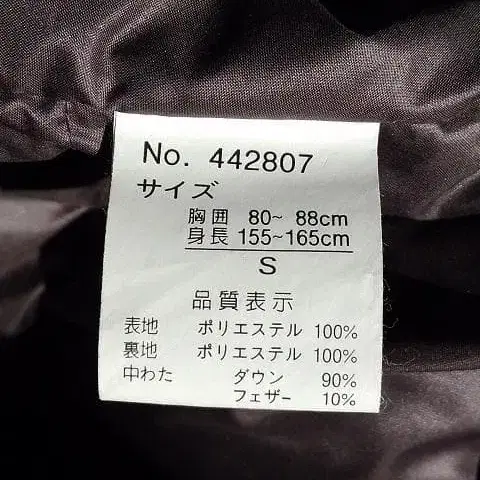 No. 442807
サイズ
胸囲 80~ 88cm
身長 155~165cm
S
品質表示
表地 ポリエステル 100%
裏地 ポリエステル 100%
中わた ダウン 90%
フェザー 10%